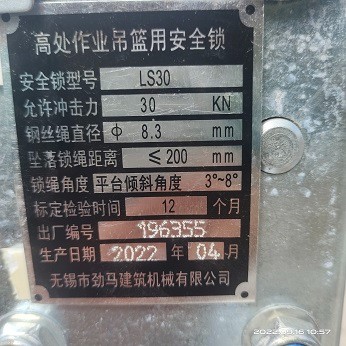 高处作业吊篮用安全锁
安全锁型号 LS30
允许冲击力 30 KN
钢丝绳直径 ф 8.3 mm
坠落锁绳距离 ≤200 mm
锁绳角度 平台倾斜角度 3°~8°
标定检验时间 12 个月
出厂编号 196355
生产日期 2022 年 04 月
无锡市劲马建筑机械有限公司
2022.09.16 10:57